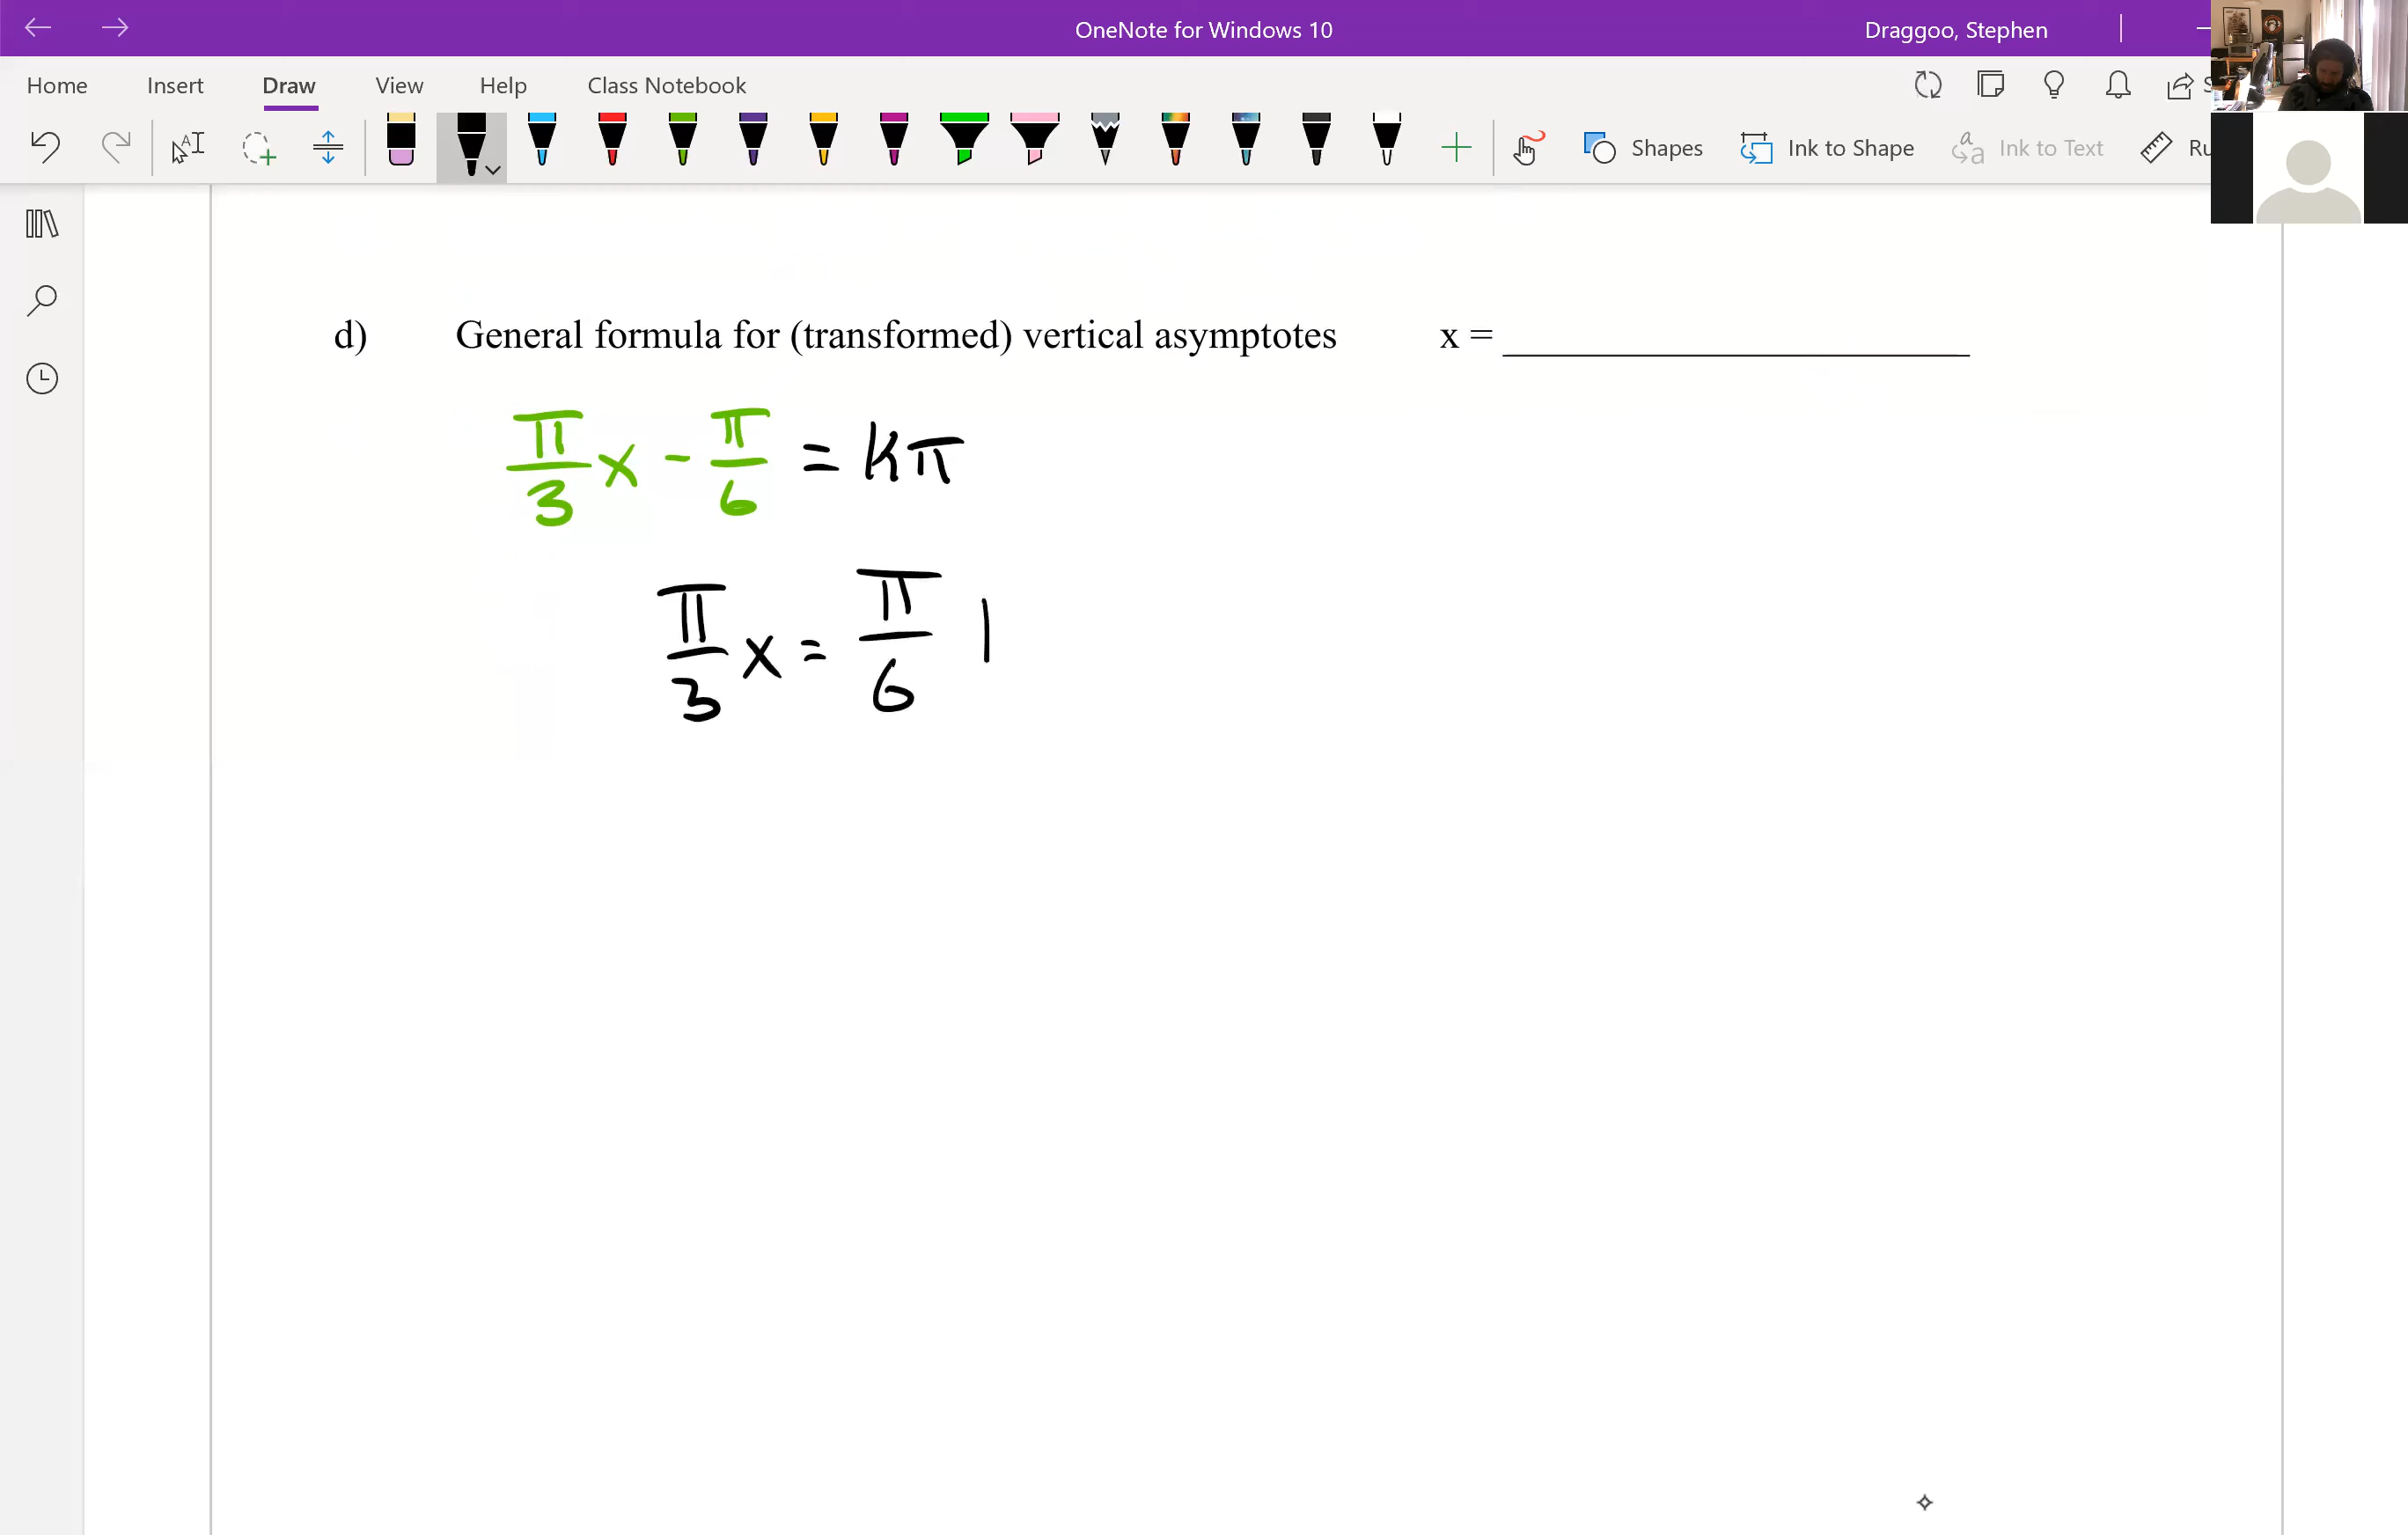 OneNote for Windows 10
Draggoo, Stephen
Home Insert Draw View Help Class Notebook
Shapes Ink to Shape Ink to Text
d) General formula for (transformed) vertical asymptotes x = ____________________
π/3 x - π/6 = kπ
π/3 x = π/6 |